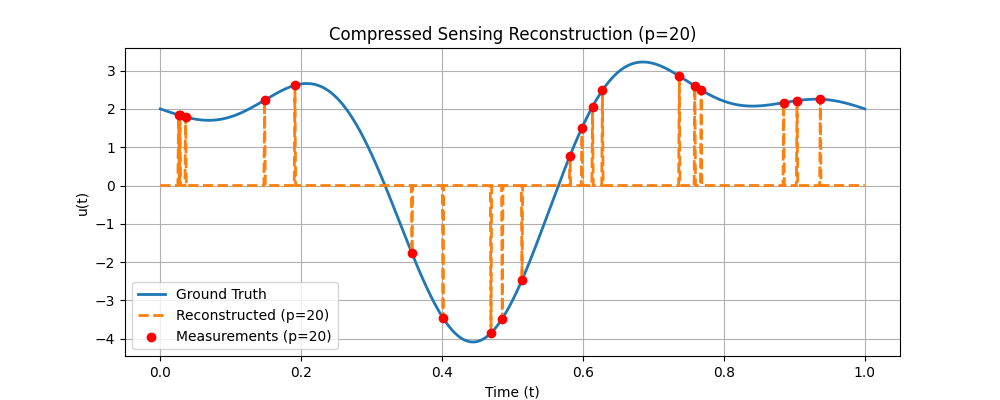 Compressed Sensing Reconstruction (p=20)
u(t)
3
2
1
0
−1
−2
−3
−4
Ground Truth
Reconstructed (p=20)
Measurements (p=20)
0.0 0.2 0.4 0.6 0.8 1.0
Time (t)